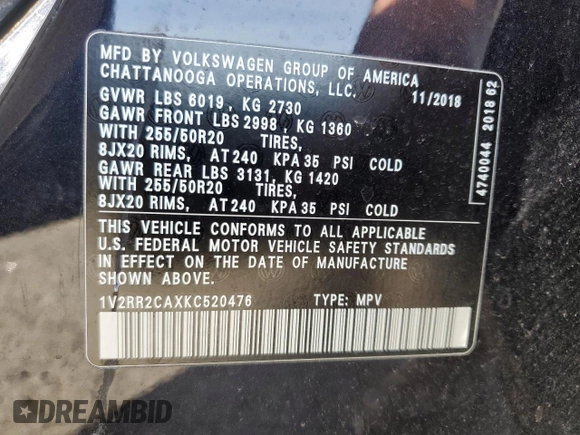 MFD BY VOLKSWAGEN GROUP OF AMERICA
CHATTANOOGA OPERATIONS, LLC. 11/2018
GVWR LBS 6019, KG 2730
GAWR FRONT LBS 2998, KG 1360
WITH 255/50R20 TIRES,
8JX20 RIMS, AT 240 KPA 35 PSI COLD
GAWR REAR LBS 3131, KG 1420
WITH 255/50R20 TIRES,
8JX20 RIMS, AT 240 KPA 35 PSI COLD
THIS VEHICLE CONFORMS TO ALL APPLICABLE
U.S. FEDERAL MOTOR VEHICLE SAFETY STANDARDS
IN EFFECT ON THE DATE OF MANUFACTURE
SHOWN ABOVE.
1V2RR2CAXKC520476 TYPE: MPV
4740044 2018 62
DREAMBID